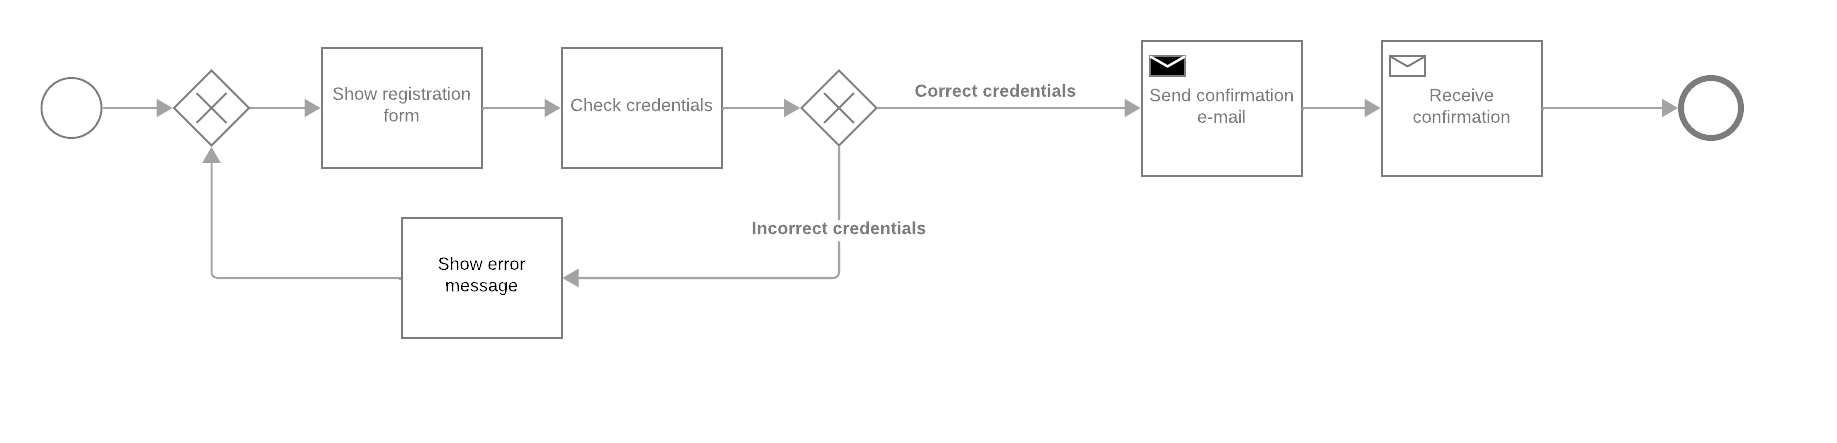 Show registration
form
Check credentials
Correct credentials
Send confirmation
e-mail
Receive
confirmation
Incorrect credentials
Show error
message